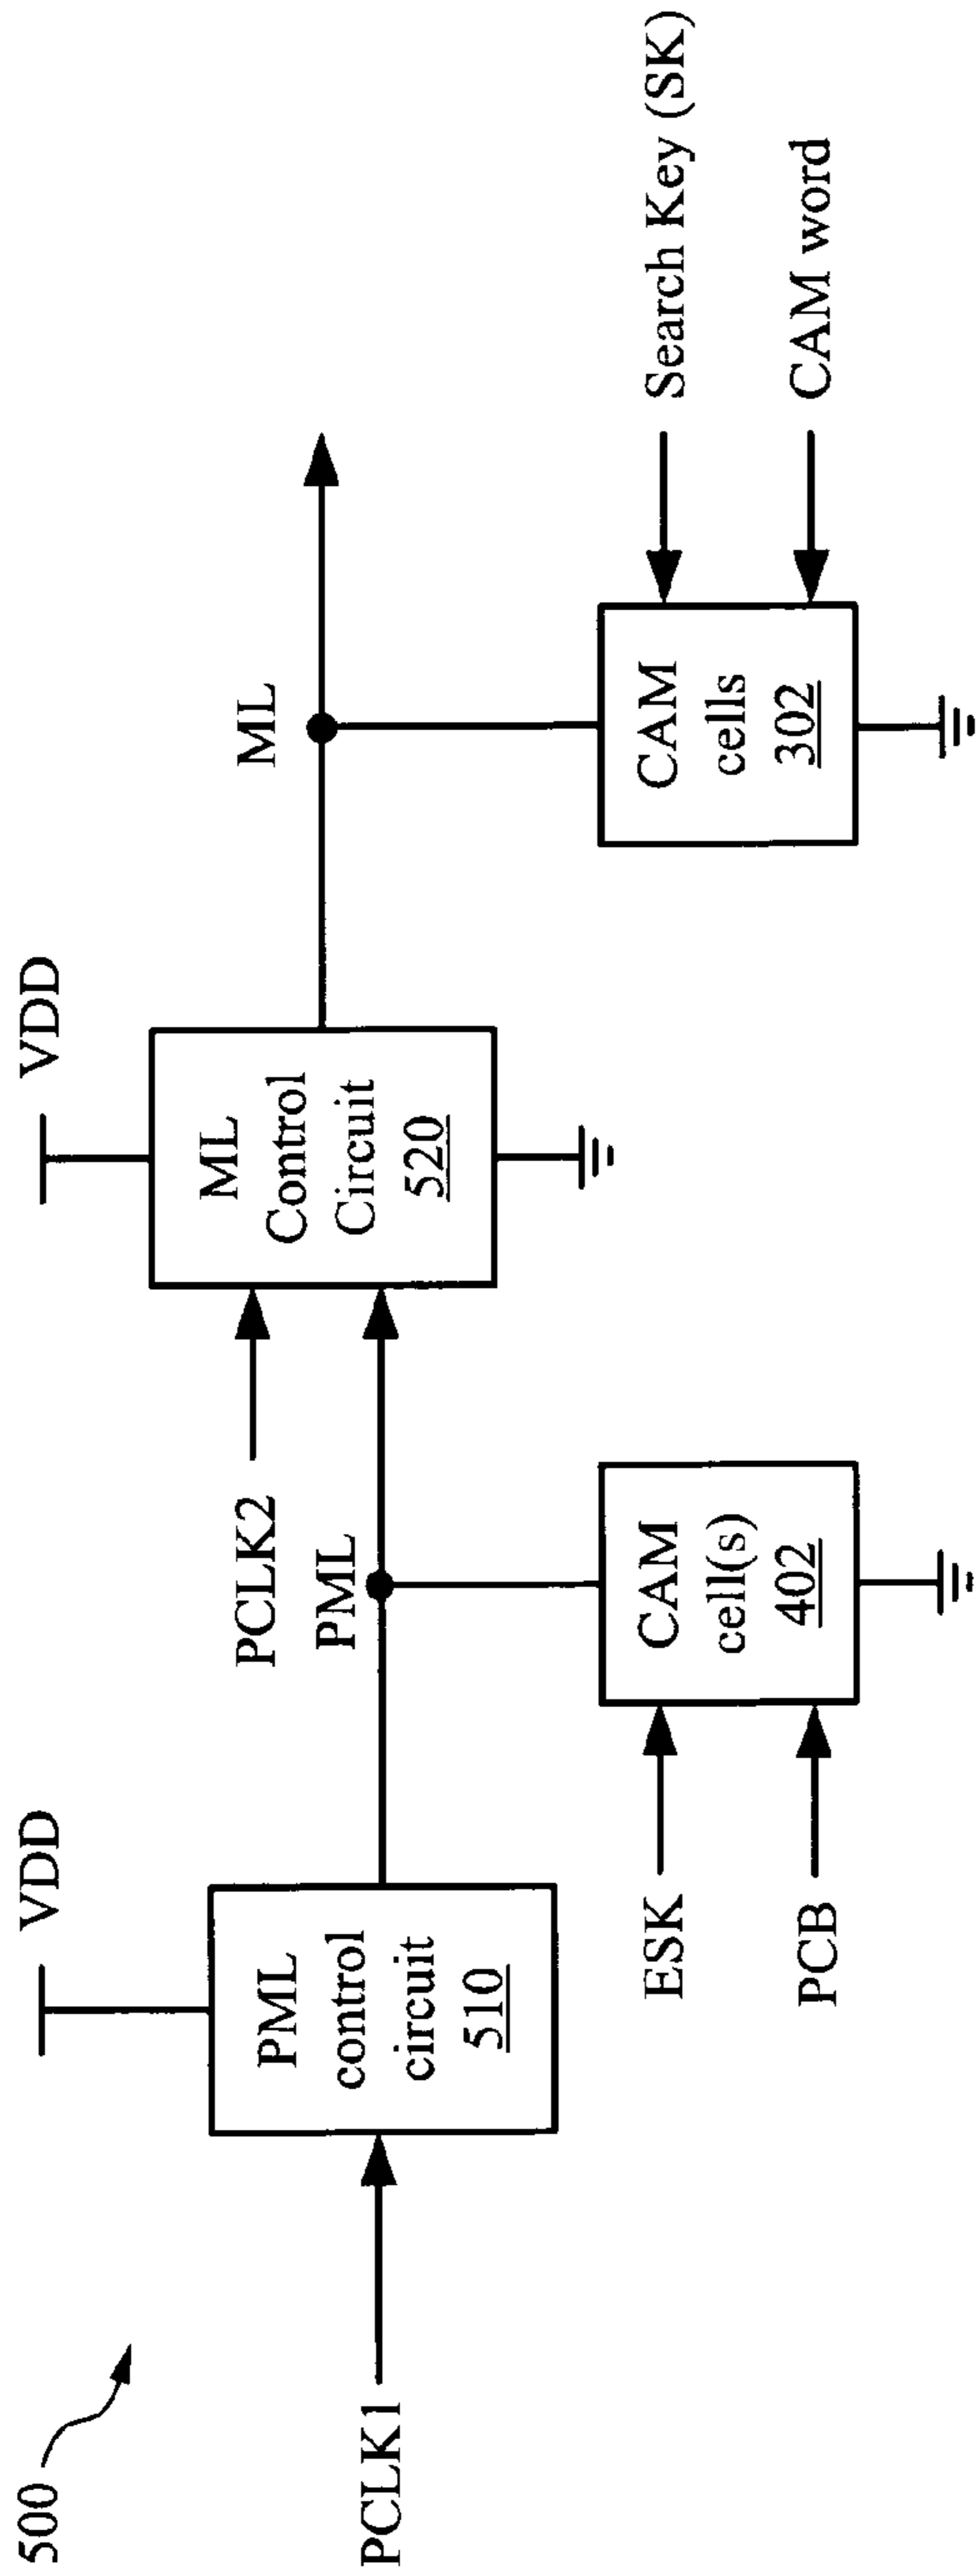 500
PCLK1
VDD
PML
control
circuit
510
ESK
PCB
PML
CAM
cell(s)
402
PCLK2
VDD
ML
Control
Circuit
520
ML
CAM
cells
302
Search Key (SK)
CAM word